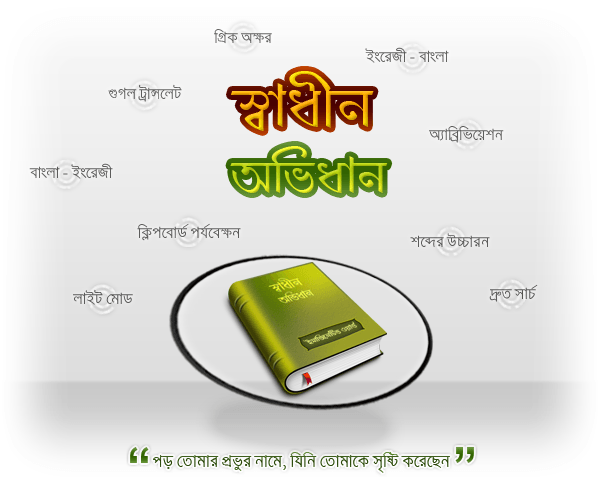 গ্রিক অক্ষর
ইংরেজী - বাংলা
গুগল ট্রান্সলেট
স্বাধীন
অ্যাব্রিভিয়েশন
অভিধান
বাংলা - ইংরেজী
ক্লিপবোর্ড পর্যবেক্ষন
শব্দের উচ্চারন
লাইট মোড
দ্রুত সার্চ
স্বাধীন
অভিধান
❝ পড় তোমার প্রভুর নামে, যিনি তোমাকে সৃষ্টি করেছেন ❞